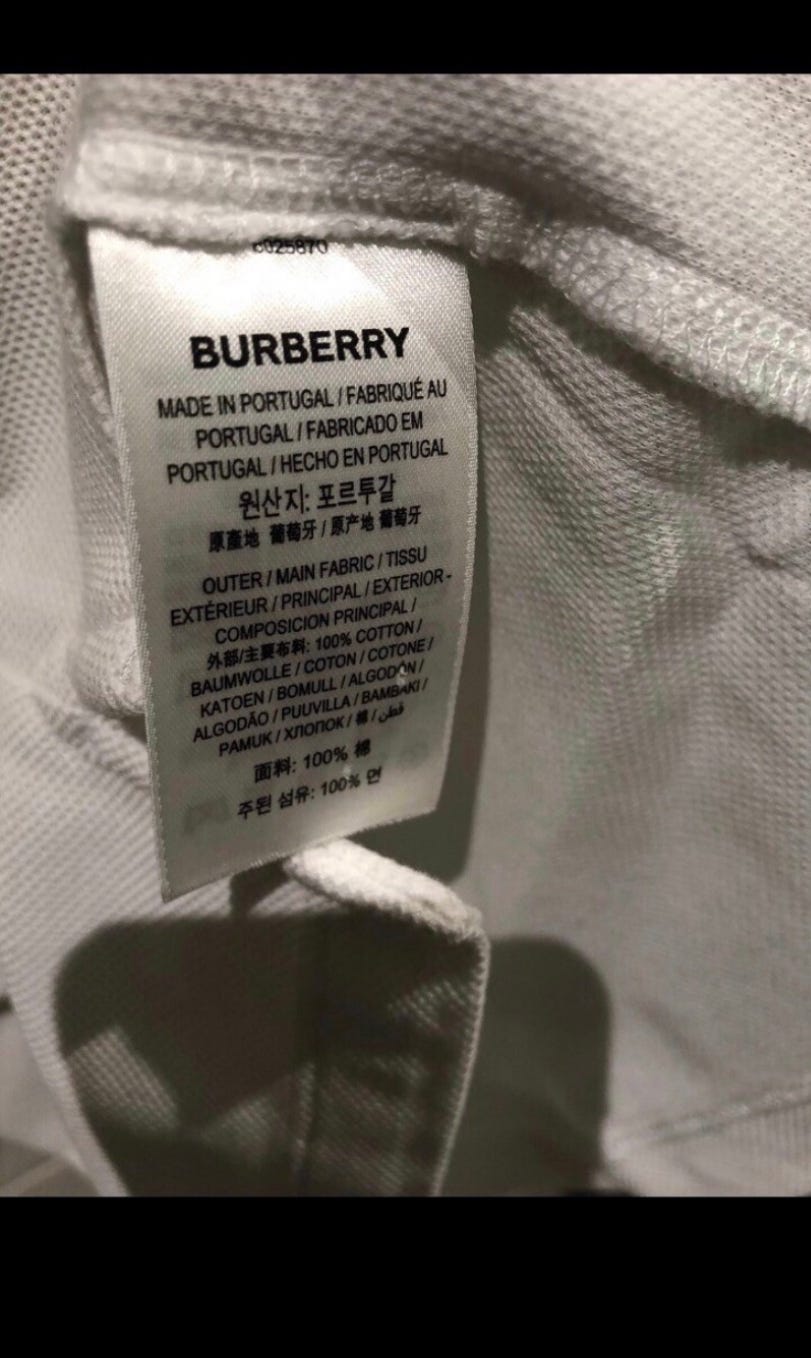 c025870
BURBERRY
MADE IN PORTUGAL / FABRIQUÉ AU
PORTUGAL / FABRICADO EM
PORTUGAL / HECHO EN PORTUGAL
원산지: 포르투갈
原產地 葡萄牙 / 原产地 葡萄牙
OUTER / MAIN FABRIC / TISSU
EXTÉRIEUR / PRINCIPAL / EXTERIOR -
COMPOSICION PRINCIPAL /
外部/主要布料: 100% COTTON /
BAUMWOLLE / COTON / COTONE /
KATOEN / BOMULL / ALGODÓN /
ALGODÃO / PUUVILLA / BAMBAKI /
PAMUK / ХЛОПОК / 棉 / قطن
面料: 100% 棉
주된 섬유: 100% 면